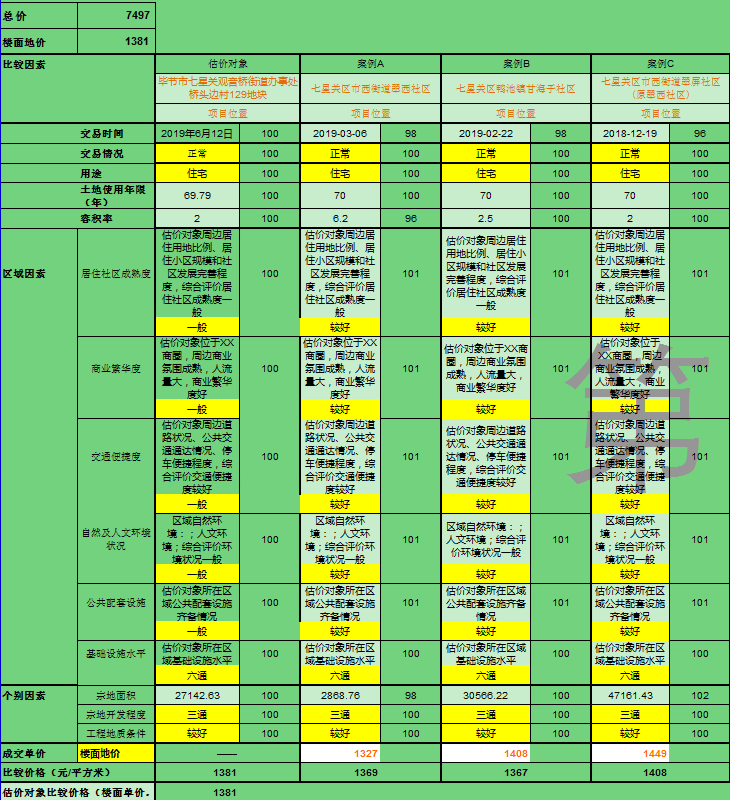 总价 7497
楼面地价 1381
比较因素 估价对象 案例A 案例B 案例C
毕节市七星关观音桥街道办事处桥头边村129地块 七星关区市西街道翠西社区 七星关区鸭池镇甘海子社区 七星关区市西街道翠屏社区(原翠西社区)
项目位置 项目位置 项目位置 项目位置
交易时间 2019年6月12日 100 2019-03-06 98 2019-02-22 98 2018-12-19 96
交易情况 正常 100 正常 100 正常 100 正常 100
用途 住宅 100 住宅 100 住宅 100 住宅 100
土地使用年限(年) 69.79 100 70 100 70 100 70 100
容积率 2 100 6.2 96 2.5 100 2 100
区域因素 居住社区成熟度 估价对象周边居住用地比例、居住小区规模和社区发展完善程度，综合评价居住社区成熟度一般 100 估价对象周边居住用地比例、居住小区规模和社区发展完善程度，综合评价居住社区成熟度一般 101 估价对象周边居住用地比例、居住小区规模和社区发展完善程度，综合评价居住社区成熟度一般 101 估价对象周边居住用地比例、居住小区规模和社区发展完善程度，综合评价居住社区成熟度一般 101
一般 较好 较好 较好
商业繁华度 估价对象位于XX商圈，周边商业氛围成熟，人流量大，商业繁华度好 100 估价对象位于XX商圈，周边商业氛围成熟，人流量大，商业繁华度好 101 估价对象位于XX商圈，周边商业氛围成熟，人流量大，商业繁华度好 101 估价对象位于XX商圈，周边商业氛围成熟，人流量大，商业繁华度好 101
一般 较好 较好 较好
交通便捷度 估价对象周边道路状况、公共交通通达情况、停车便捷程度，综合评价交通便捷度较好 100 估价对象周边道路状况、公共交通通达情况、停车便捷程度，综合评价交通便捷度较好 101 估价对象周边道路状况、公共交通通达情况、停车便捷程度，综合评价交通便捷度较好 101 估价对象周边道路状况、公共交通通达情况、停车便捷程度，综合评价交通便捷度较好 101
一般 较好 较好 较好
自然及人文环境状况 区域自然环境：；人文环境；综合评价环境状况一般 100 区域自然环境：；人文环境；综合评价环境状况一般 101 区域自然环境：；人文环境；综合评价环境状况一般 101 区域自然环境：；人文环境；综合评价环境状况一般 101
一般 较好 较好 较好
公共配套设施 估价对象所在区域公共配套设施齐备情况 100 估价对象所在区域公共配套设施齐备情况 101 估价对象所在区域公共配套设施齐备情况 101 估价对象所在区域公共配套设施齐备情况 101
一般 较好 较好 较好
基础设施水平 估价对象所在区域基础设施水平 100 估价对象所在区域基础设施水平 100 估价对象所在区域基础设施水平 100 估价对象所在区域基础设施水平 100
六通 六通 六通 六通
个别因素 宗地面积 27142.63 100 2868.76 98 30566.22 100 47161.43 102
宗地开发程度 三通 100 三通 100 三通 100 三通 100
工程地质条件 较好 100 较好 100 较好 100 较好 100
成交单价 楼面地价 —— 1327 1408 1449
比较价格（元/平方米） 1381 1369 1367 1408
估价对象比较价格（楼面单价. 1381
第